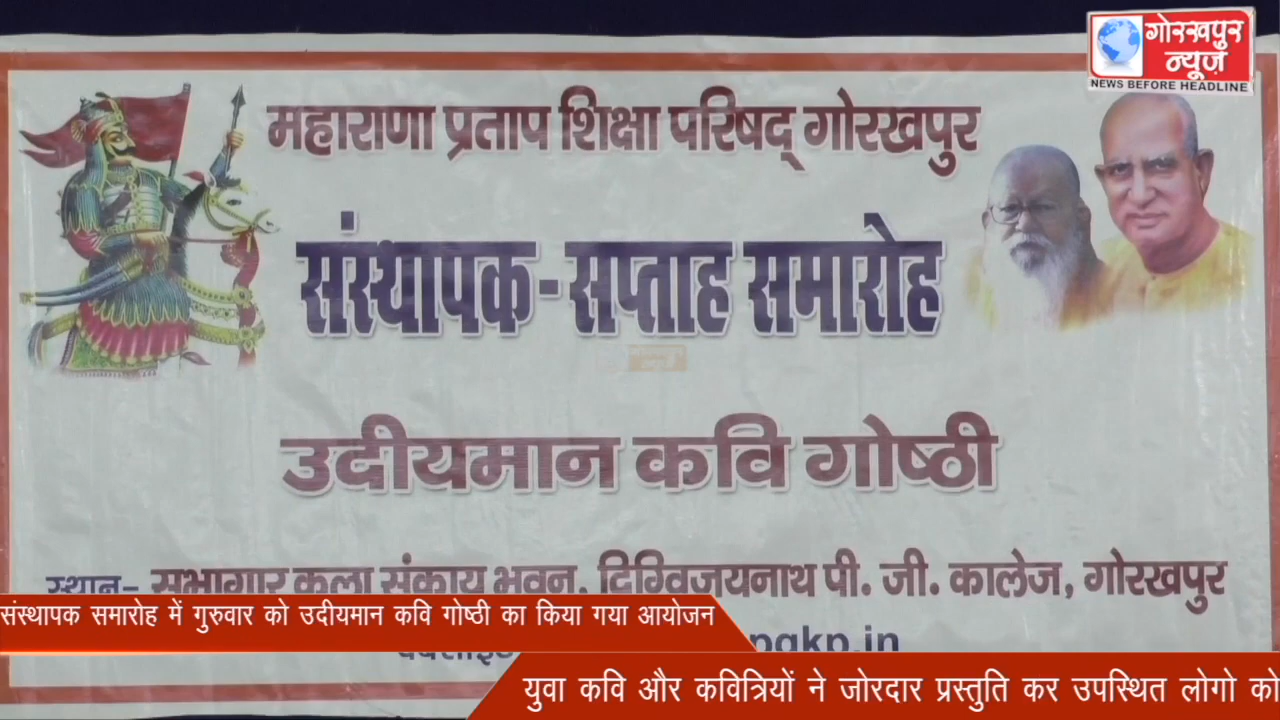 गोरखपुर
न्यूज़
NEWS BEFORE HEADLINE
महाराणा प्रताप शिक्षा परिषद् गोरखपुर
संस्थापक-सप्ताह समारोह
उदीयमान कवि गोष्ठी
स्थान- सभागार कला संकाय भवन, दिग्विजयनाथ पी. जी. कालेज, गोरखपुर
संस्थापक समारोह में गुरुवार को उदीयमान कवि गोष्ठी का किया गया आयोजन
pgkp.in
युवा कवि और कवित्रियों ने जोरदार प्रस्तुति कर उपस्थित लोगो को